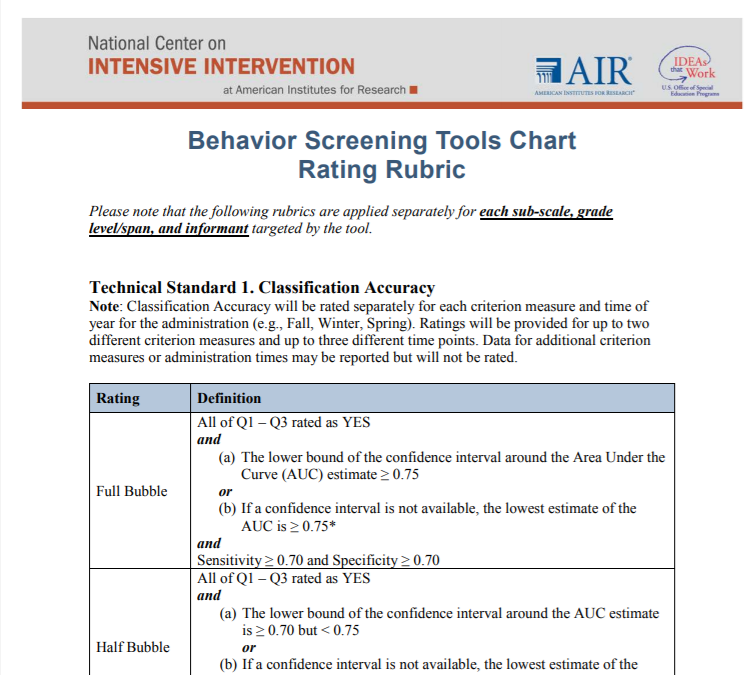 National Center on
INTENSIVE INTERVENTION
at American Institutes for Research
AIR®
AMERICAN INSTITUTES FOR RESEARCH®
IDEAs
that Work
U.S. Office of Special
Education Programs
Behavior Screening Tools Chart
Rating Rubric
Please note that the following rubrics are applied separately for each sub-scale, grade
level/span, and informant targeted by the tool.
Technical Standard 1. Classification Accuracy
Note: Classification Accuracy will be rated separately for each criterion measure and time of
year for the administration (e.g., Fall, Winter, Spring). Ratings will be provided for up to two
different criterion measures and up to three different time points. Data for additional criterion
measures or administration times may be reported but will not be rated.
Rating Definition
Full Bubble
All of Q1 – Q3 rated as YES
and
(a) The lower bound of the confidence interval around the Area Under the
Curve (AUC) estimate ≥ 0.75
or
(b) If a confidence interval is not available, the lowest estimate of the
AUC is ≥ 0.75*
and
Sensitivity ≥ 0.70 and Specificity ≥ 0.70
Half Bubble
All of Q1 – Q3 rated as YES
and
(a) The lower bound of the confidence interval around the AUC estimate
is ≥ 0.70 but < 0.75
or
(b) If a confidence interval is not available, the lowest estimate of the